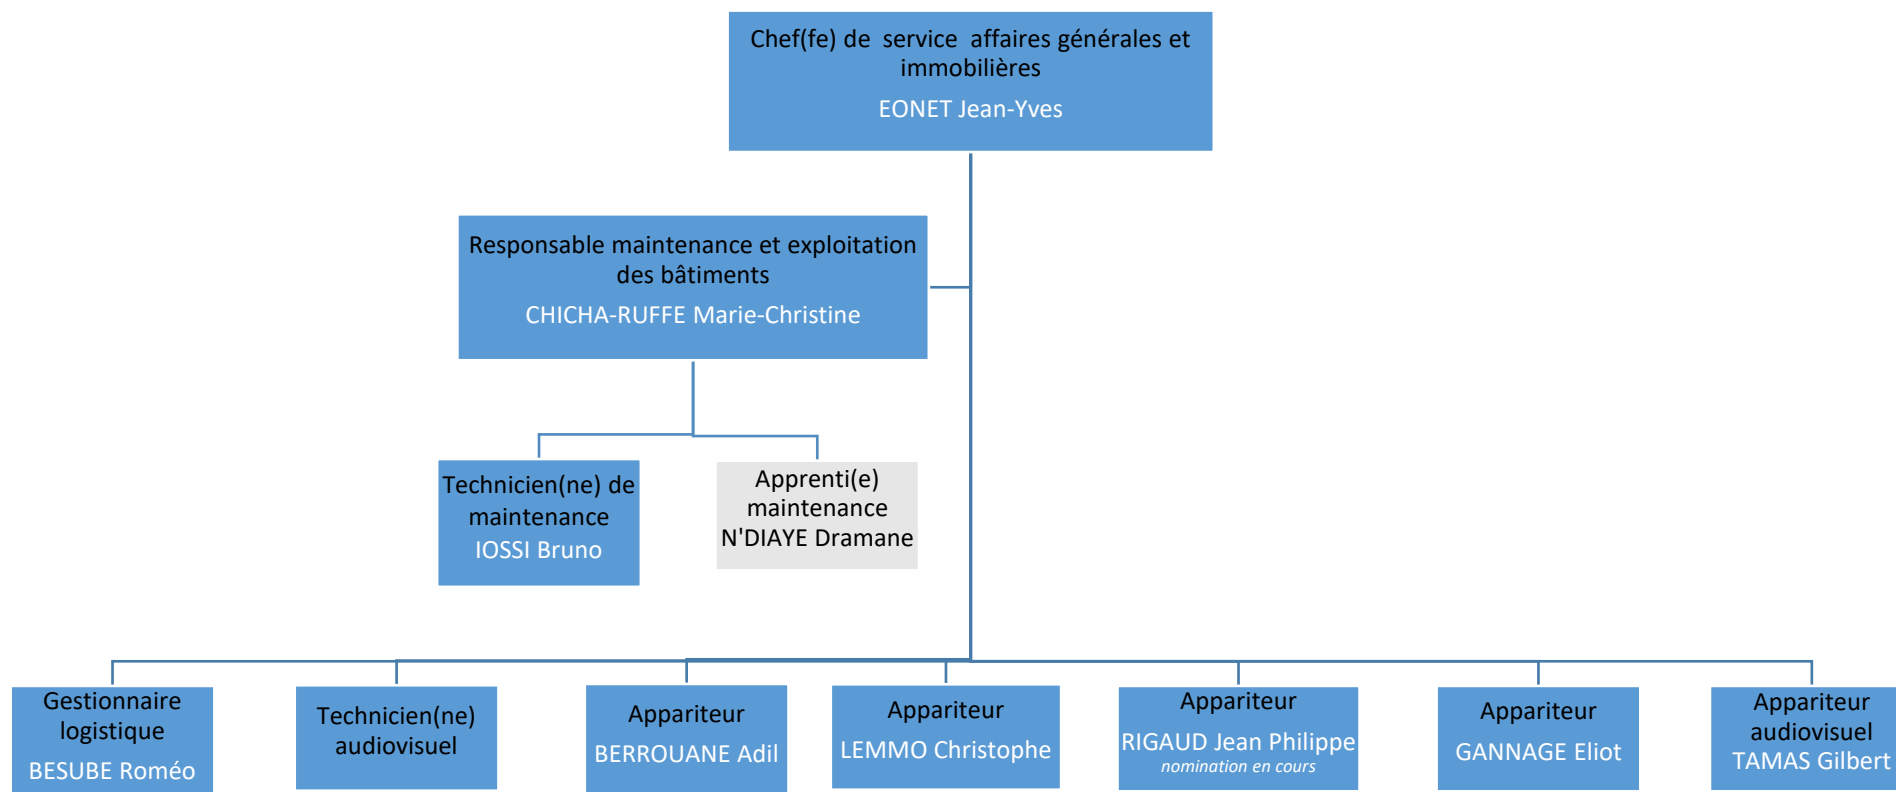 Chef(fe) de  service  affaires générales et
immobilières
EONET Jean-Yves
Responsable maintenance et exploitation
des bâtiments
CHICHA-RUFFE Marie-Christine
Technicien(ne) de
maintenance
IOSSI Bruno
Apprenti(e)
maintenance
N'DIAYE Dramane
Gestionnaire
logistique
BESUBE Roméo
Technicien(ne)
audiovisuel
Appariteur
BERROUANE Adil
Appariteur
LEMMO Christophe
Appariteur
RIGAUD Jean Philippe
nomination en cours
Appariteur
GANNAGE Eliot
Appariteur
audiovisuel
TAMAS Gilbert